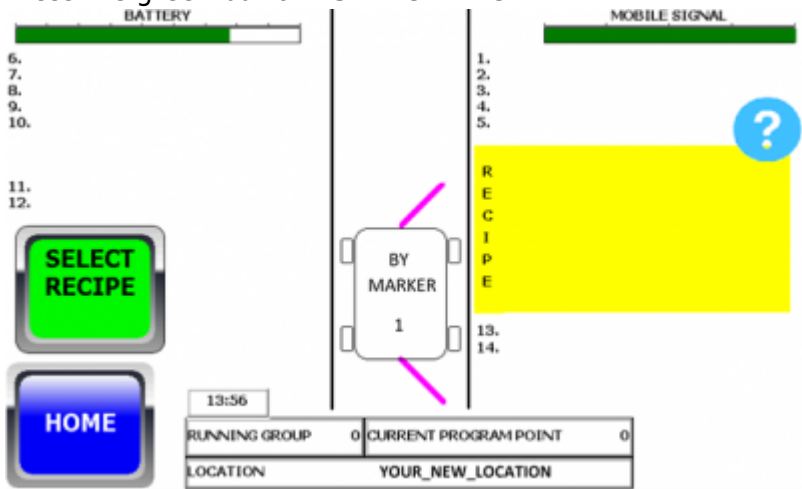 BATTERY
MOBILE SIGNAL
6.
7.
8.
9.
10.
11.
12.
1.
2.
3.
4.
5.
?
R
E
C
I
P
E
SELECT
RECIPE
BY
MARKER
1
13.
14.
HOME
13:56
RUNNING GROUP 0 CURRENT PROGRAM POINT 0
LOCATION YOUR_NEW_LOCATION